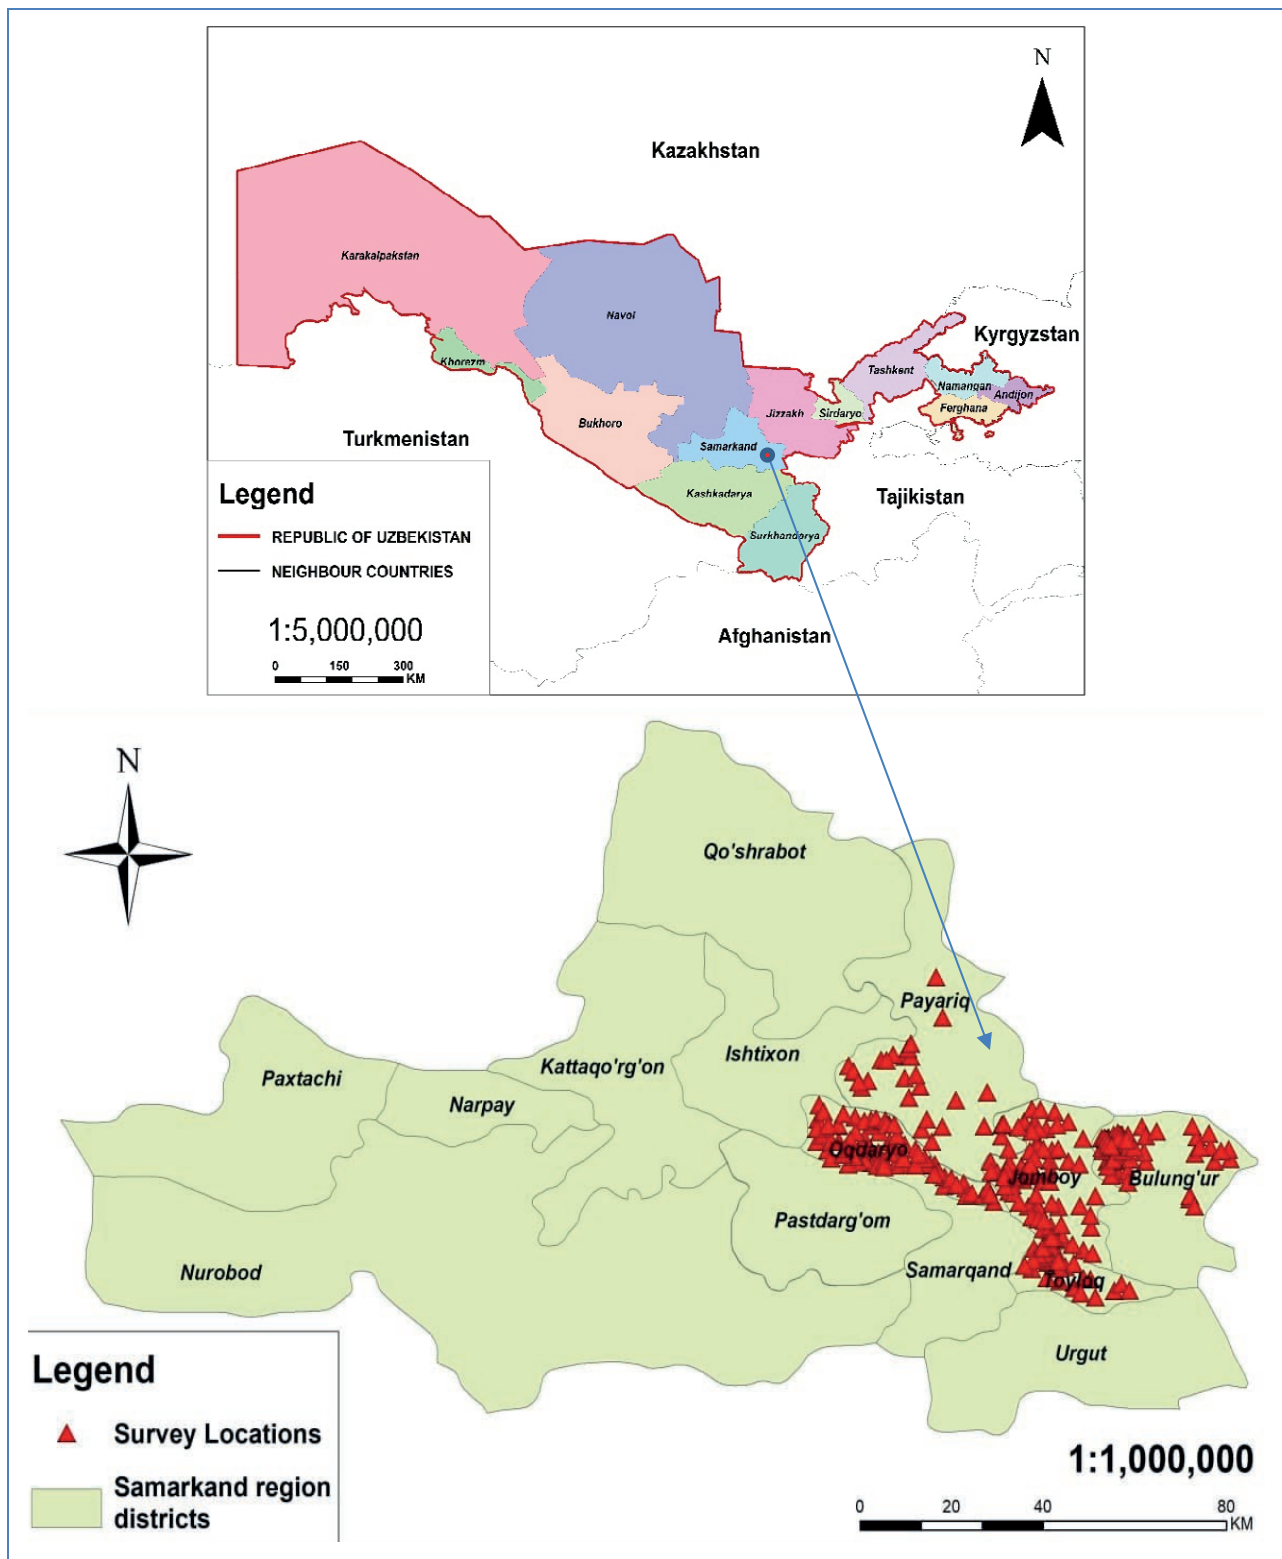 N
Kazakhstan
Karakalpakstan
Navoi
Kyrgyzstan
Khorezm
Tashkent
Namangan
Andijon
Ferghana
Jizzakh
Sirdaryo
Bukhoro
Turkmenistan
Samarkand
Kashkadarya
Tajikistan
Surkhandarya
Afghanistan
Legend
REPUBLIC OF UZBEKISTAN
NEIGHBOUR COUNTRIES
1:5,000,000
0 150 300
KM
N
Qo'shrabot
Payariq
Ishtixon
Kattaqo'rg'on
Paxtachi
Narpay
Oqdaryo
Jomboy
Bulung'ur
Pastdarg'om
Nurobod
Samarqand
Toyloq
Urgut
Legend
Survey Locations
Samarkand region
districts
1:1,000,000
0 20 40 80
KM